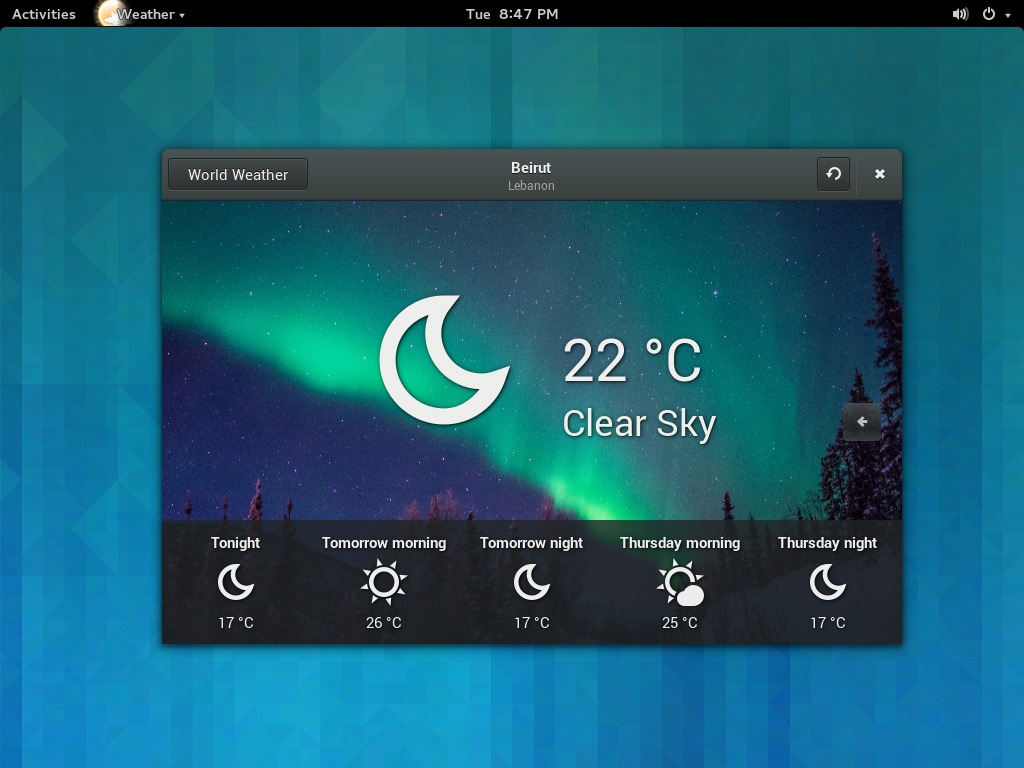 Activities Weather Tue 8:47 PM
World Weather
Beirut
Lebanon
22 °C
Clear Sky
Tonight Tomorrow morning Tomorrow night Thursday morning Thursday night
17 °C 26 °C 17 °C 25 °C 17 °C